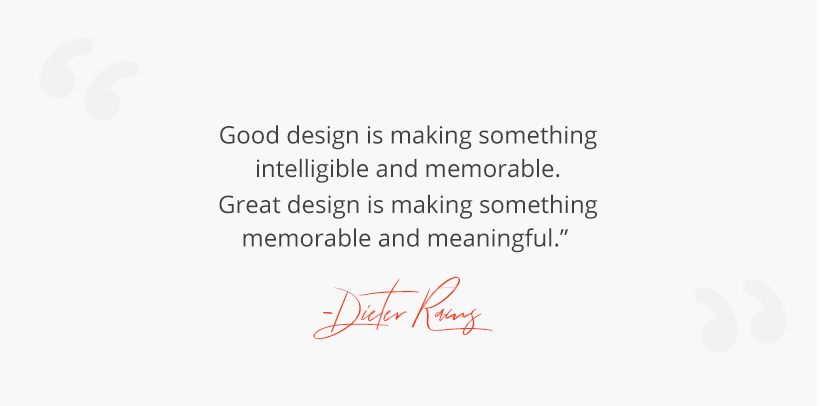 Good design is making something
intelligible and memorable.
Great design is making something
memorable and meaningful.”
-Dieter Rams